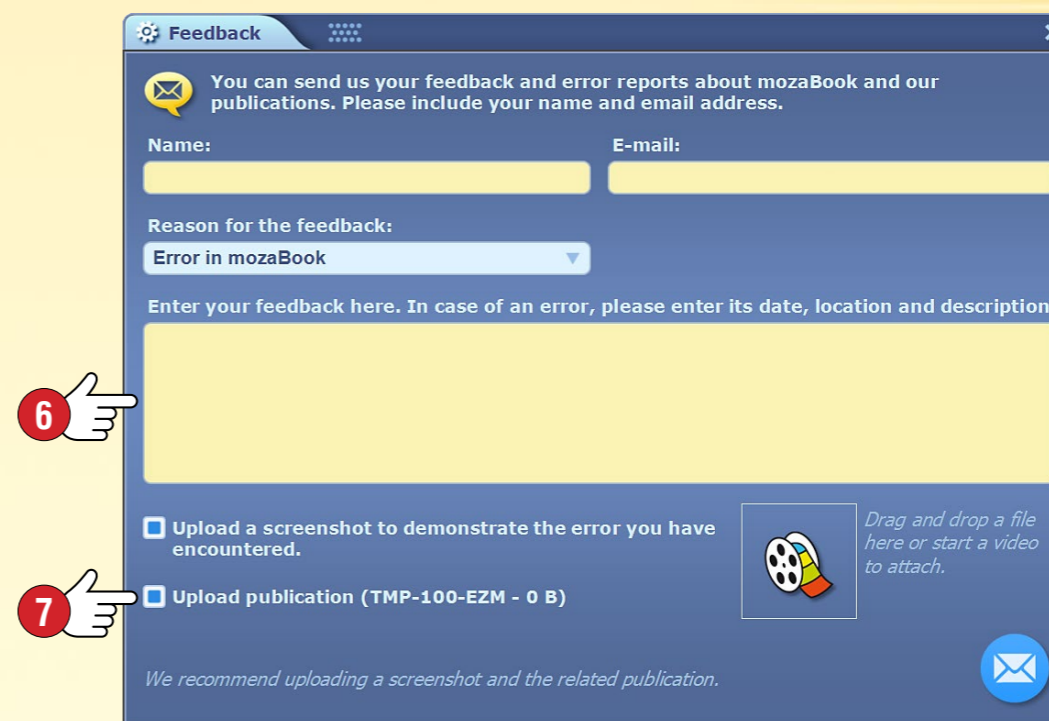 Feedback
You can send us your feedback and error reports about mozaBook and our
publications. Please include your name and email address.
Name:
E-mail:
Reason for the feedback:
Error in mozaBook
Enter your feedback here. In case of an error, please enter its date, location and description
6
Upload a screenshot to demonstrate the error you have
encountered.
Drag and drop a file
here or start a video
to attach.
7
Upload publication (TMP-100-EZM - 0 B)
We recommend uploading a screenshot and the related publication.